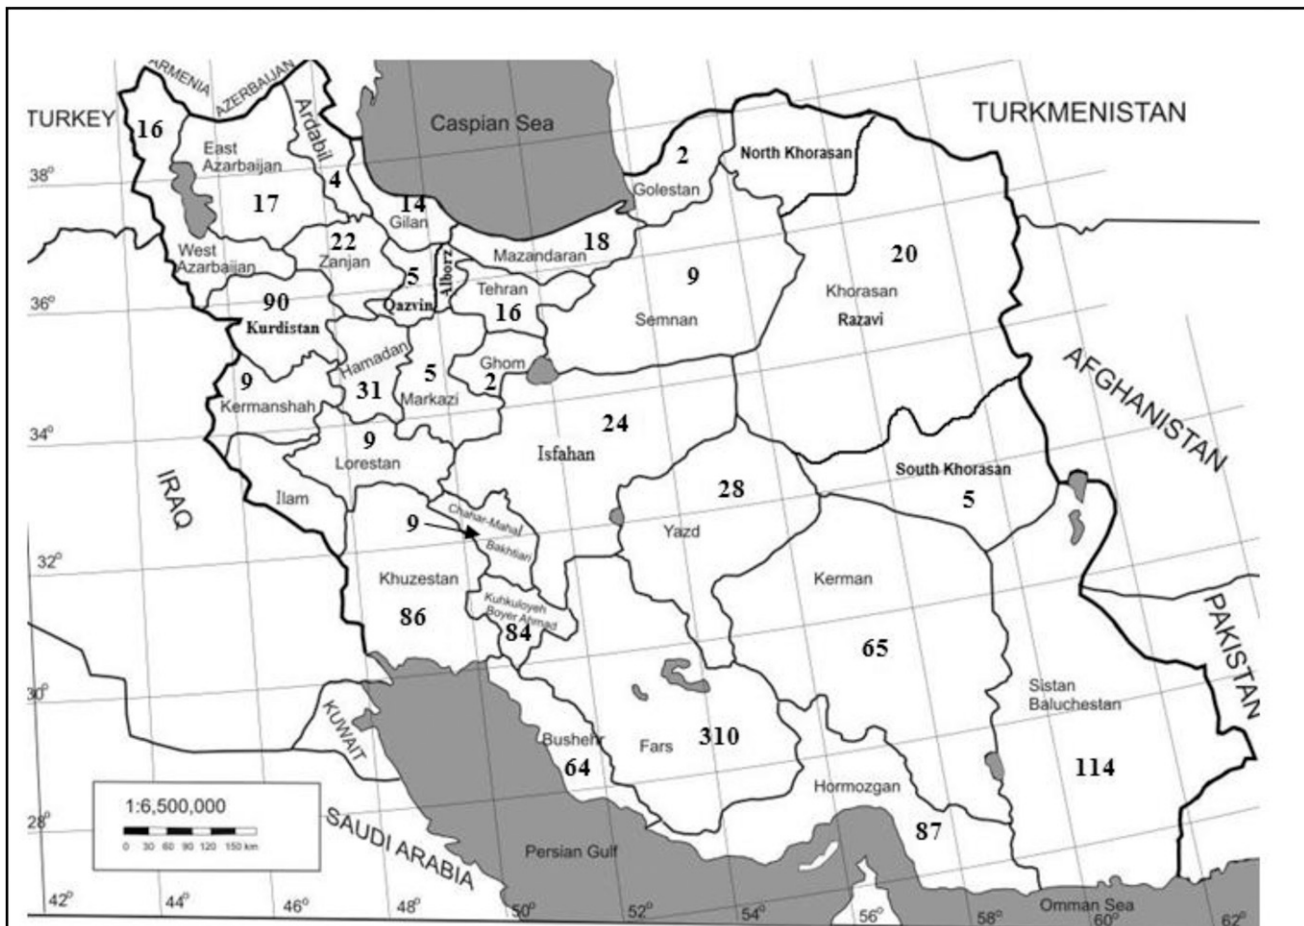 ARMENIA
AZERBAIJAN
TURKEY
16
East
Azarbaijan
17
Ardabil
4
Caspian Sea
TURKMENISTAN
2
Golestan
North Khorasan
38°
14
Gilan
West
Azarbaijan
22
Zanjan
18
Mazandaran
5
Qazvin
Alborz
Tehran
16
9
Semnan
20
Khorasan
Razavi
36°
90
Kurdistan
Hamadan
31
5
Markazi
Ghom
2
9
Kermanshah
AFGHANISTAN
34°
9
Lorestan
24
Isfahan
South Khorasan
5
IRAQ
Ilam
28
Yazd
9
Chahar-Mahal
Bakhtiari
32°
Khuzestan
86
Kuhkuloyeh
Boyer Ahmad
84
Kerman
65
PAKISTAN
30°
KUWAIT
Sistan
Baluchestan
114
Bushehr
64
Fars
310
Hormozgan
87
1:6,500,000
0 30 60 90 120 150 km
28°
SAUDI ARABIA
Persian Gulf
Omman Sea
42° 44° 46° 48° 50° 52° 54° 56° 58° 60° 62°